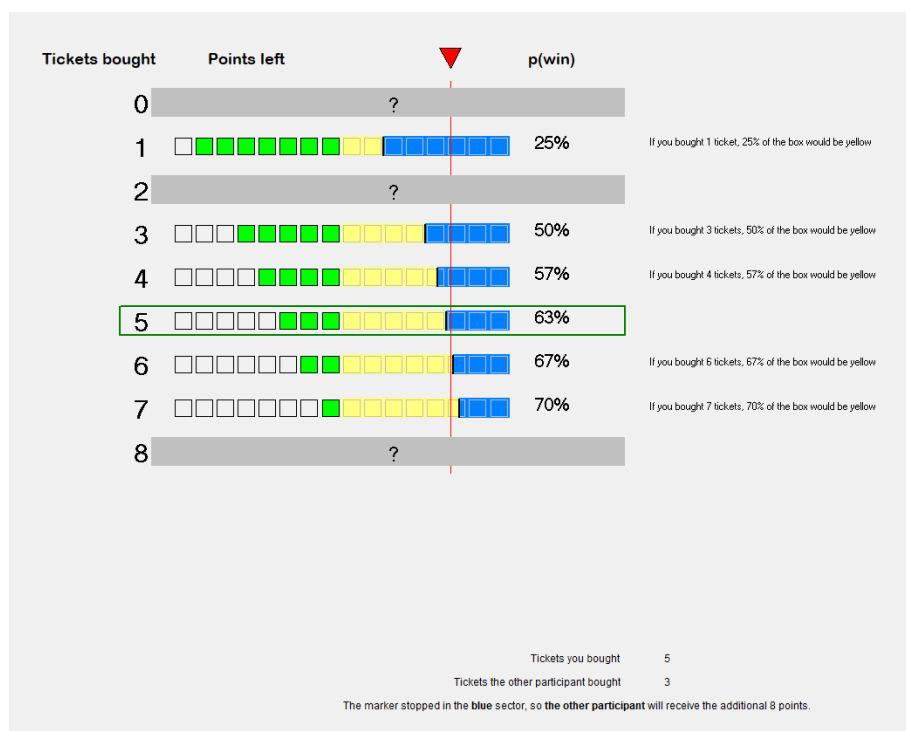 Tickets bought Points left p(win)
0 ?
1 25% If you bought 1 ticket, 25% of the box would be yellow
2 ?
3 50% If you bought 3 tickets, 50% of the box would be yellow
4 57% If you bought 4 tickets, 57% of the box would be yellow
5 63%
6 67% If you bought 6 tickets, 67% of the box would be yellow
7 70% If you bought 7 tickets, 70% of the box would be yellow
8 ?
Tickets you bought 5
Tickets the other participant bought 3
The marker stopped in the blue sector, so the other participant will receive the additional 8 points.